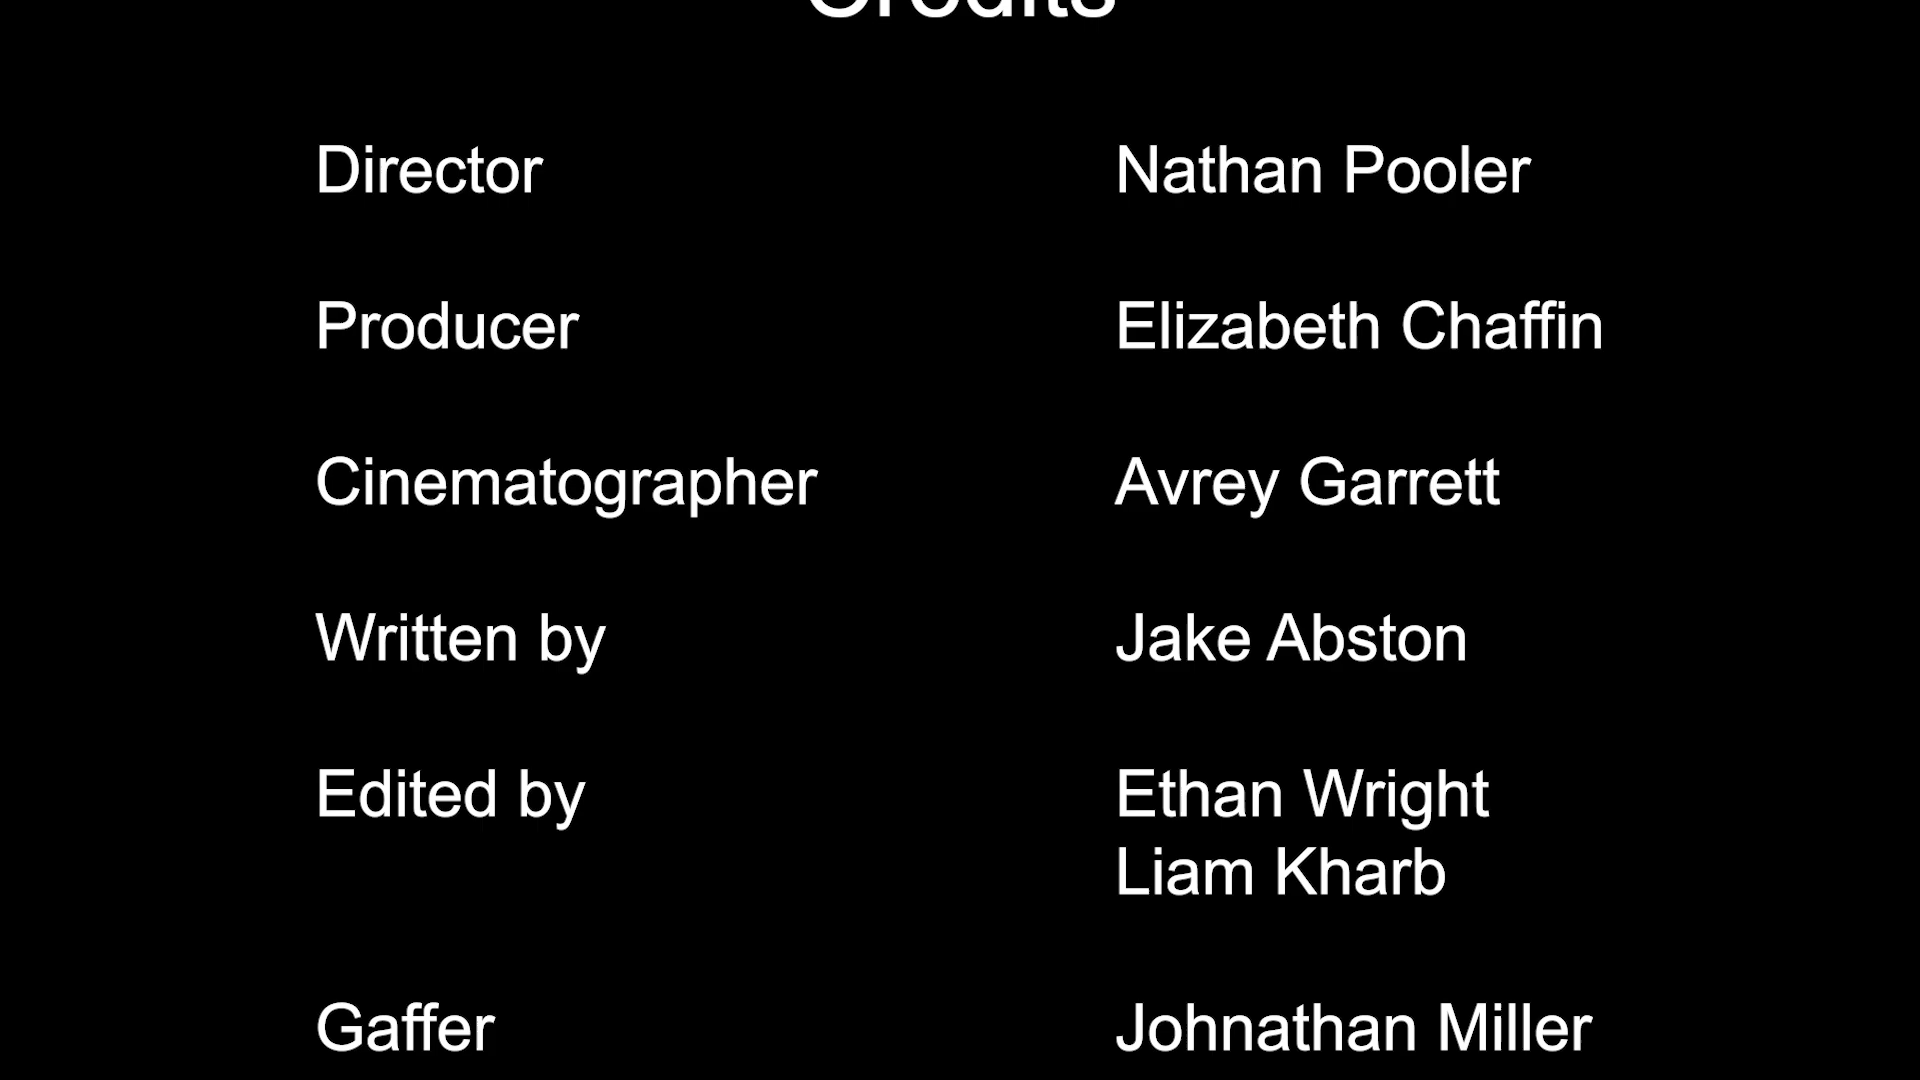 Credits
Director Nathan Pooler
Producer Elizabeth Chaffin
Cinematographer Avrey Garrett
Written by Jake Abston
Edited by Ethan Wright
Liam Kharb
Gaffer Johnathan Miller